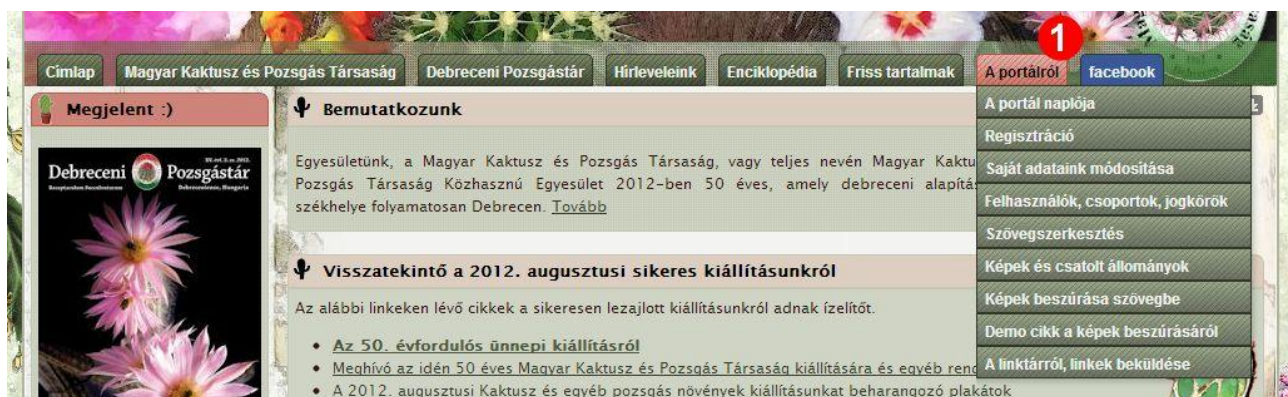 1
Címlap
Magyar Kaktusz és Pozsgás Társaság
Debreceni Pozsgástár
Hírleveleink
Enciklopédia
Friss tartalmak
A portálról
facebook
Megjelent :)
Debreceni Pozsgástár
Bemutatkozunk
Egyesületünk, a Magyar Kaktusz és Pozsgás Társaság, vagy teljes nevén Magyar Kaktu
Pozsgás Társaság Közhasznú Egyesület 2012-ben 50 éves, amely debreceni alapítás
székhelye folyamatosan Debrecen. Tovább
Visszatekintő a 2012. augusztusi sikeres kiállításunkról
Az alábbi linkeken lévő cikkek a sikeresen lezajlott kiállításunkról adnak ízelítőt.
Az 50. évfordulós ünnepi kiállításról
Meghívó az idén 50 éves Magyar Kaktusz és Pozsgás Társaság kiállítására és egyéb rend
A 2012. augusztusi Kaktusz és egyéb pozsgás növények kiállításunkat beharangozó plakátok
A portál naplója
Regisztráció
Saját adataink módosítása
Felhasználók, csoportok, jogkörök
Szövegszerkesztés
Képek és csatolt állományok
Képek beszúrása szövegbe
Demo cikk a képek beszúrásáról
A linktárról, linkek beküldése